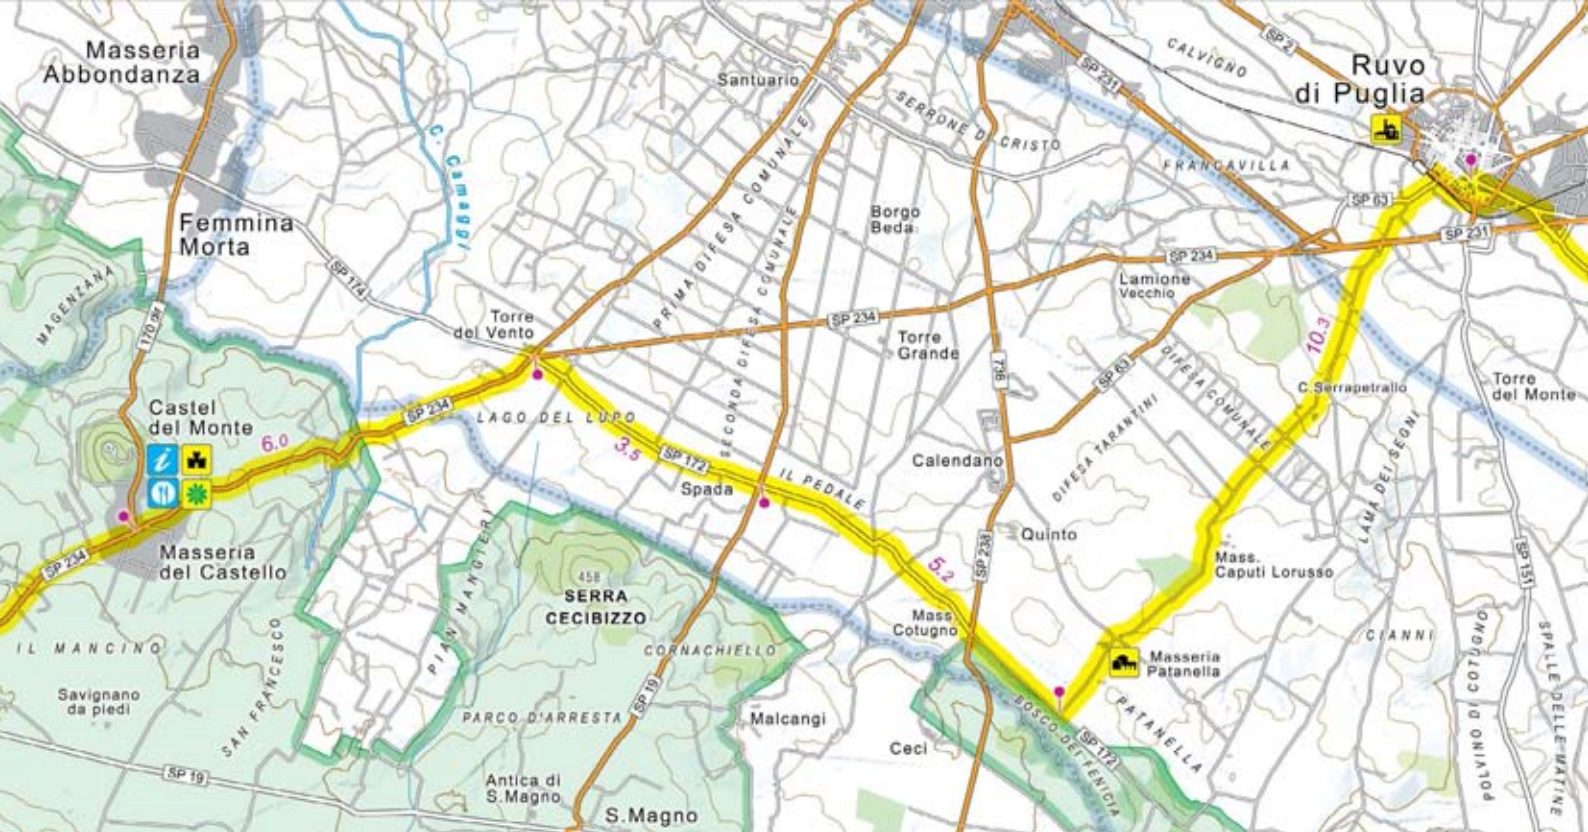 Masseria
Abbondanza
Femmina
Morta
MAGENZANA
170 dir
SP 174
C. Camaggi
Santuario
SERRONE DI CRISTO
SP 231
SP 2
CALVIGNO
Ruvo
di Puglia
FRANCAVILLA
SP 63
SP 231
SP 234
Borgo
Beda
Lamione
Vecchio
PRIMA DIFESA COMUNALE
SECONDA DIFESA COMUNALE
Torre
del Vento
SP 234
Torre
Grande
738
SP 63
DIFESA COMUNALE
10.3
C.Serrapetrallo
Torre
del Monte
Castel
del Monte
6.0
SP 234
LAGO DEL LUPO
3.5
SP 172
Spada
IL PEDALE
Calendano
DIFESA TARANTINI
LAMA DEI SEGNI
SP 234
Masseria
del Castello
PIAN MANGIERI
458
SERRA
CECIBIZZO
5.2
SP 238
Quinto
Mass.
Caputi Lorusso
SP 151
Mass.
Cotugno
IL MANCINO
SAN FRANCESCO
CORNACHIELLO
Masseria
Patanella
CIANNI
POLVINO DI COTUGNO
SPALLE DELLE MATINE
Savignano
da piedi
PARCO D'ARRESTA
SP 19
Malcangi
Ceci
BOSCO DEI FENICIA
SP 172
PATANELLA
SP 19
Antica di
S.Magno
S.Magno